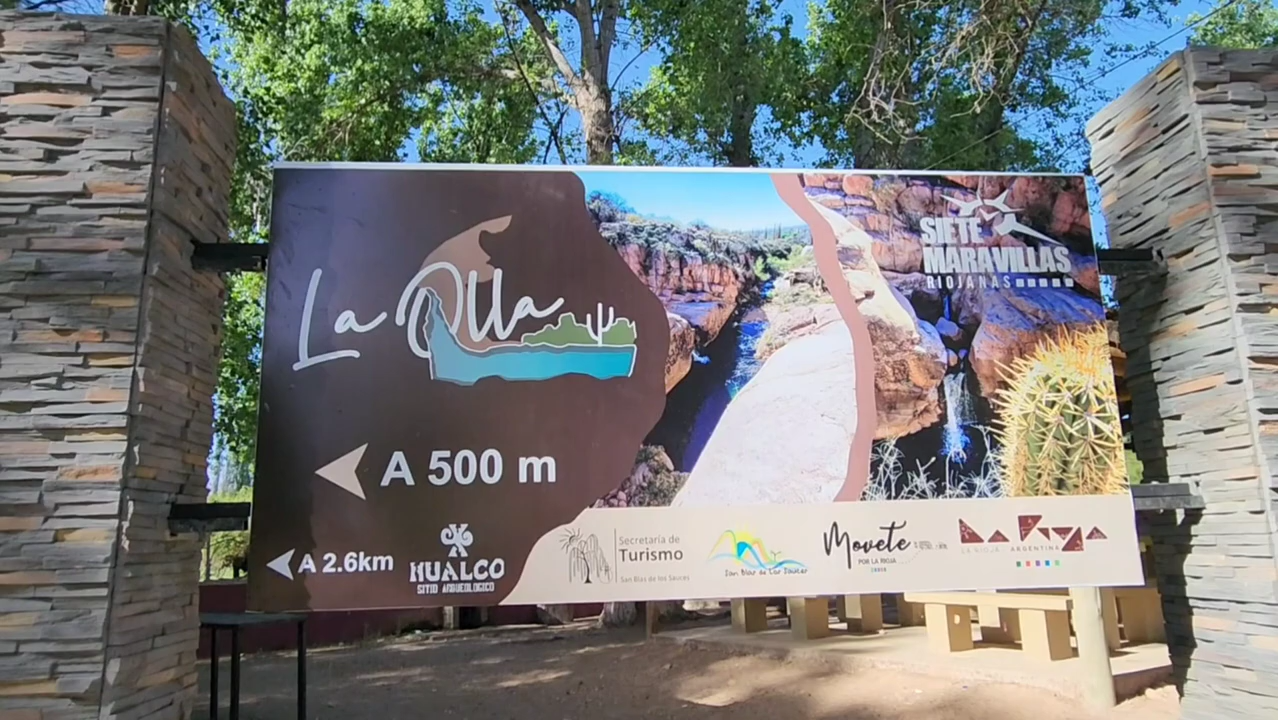 La Olla
A 500 m
A 2.6km
HUALCO
SITIO ARQUEOLÓGICO
SIETE
MARAVILLAS
RIOJANAS
Secretaría de
Turismo
San Blas de los Sauces
San Blas de Los Sauces
Movete
POR LA RIOJA
La Rioja
LA RIOJA ARGENTINA